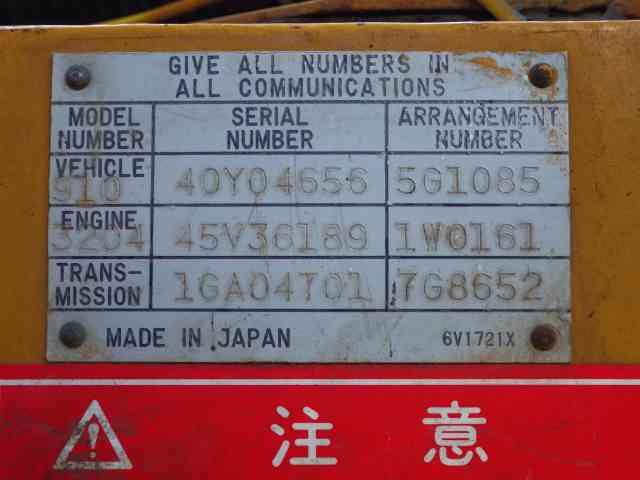 GIVE ALL NUMBERS IN
ALL COMMUNICATIONS
MODEL NUMBER SERIAL NUMBER ARRANGEMENT NUMBER
VEHICLE 910 40Y04656 5G1085
ENGINE 3204 45V36189 1W0161
TRANS-MISSION 1GA04T01 7G8652
MADE IN JAPAN 6V1721X
注意